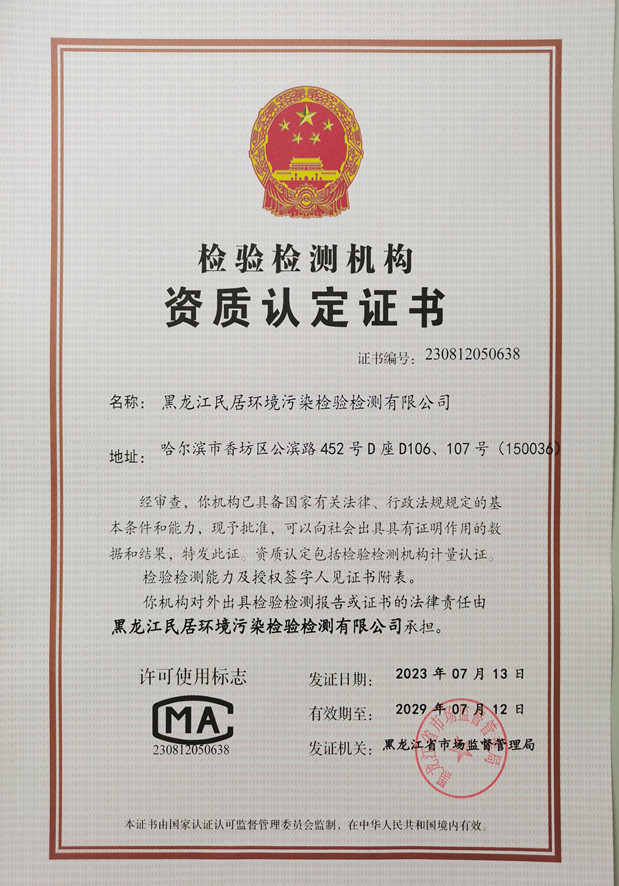 检验检测机构
资质认定证书
证书编号：230812050638
名称：黑龙江民居环境污染检验检测有限公司
地址：哈尔滨市香坊区公滨路452号D座D106、107号（150036）
经审查，你机构已具备国家有关法律、行政法规规定的基
本条件和能力，现予批准，可以向社会出具具有证明作用的数
据和结果，特发此证。资质认定包括检验检测机构计量认证。
检验检测能力及授权签字人见证书附表。
你机构对外出具检验检测报告或证书的法律责任由
黑龙江民居环境污染检验检测有限公司承担。
许可使用标志
MA
230812050638
发证日期：2023年07月13日
有效期至：2029年07月12日
发证机关：黑龙江省市场监督管理局
黑龙江省市场监督管理局
本证书由国家认证认可监督管理委员会监制，在中华人民共和国境内有效。